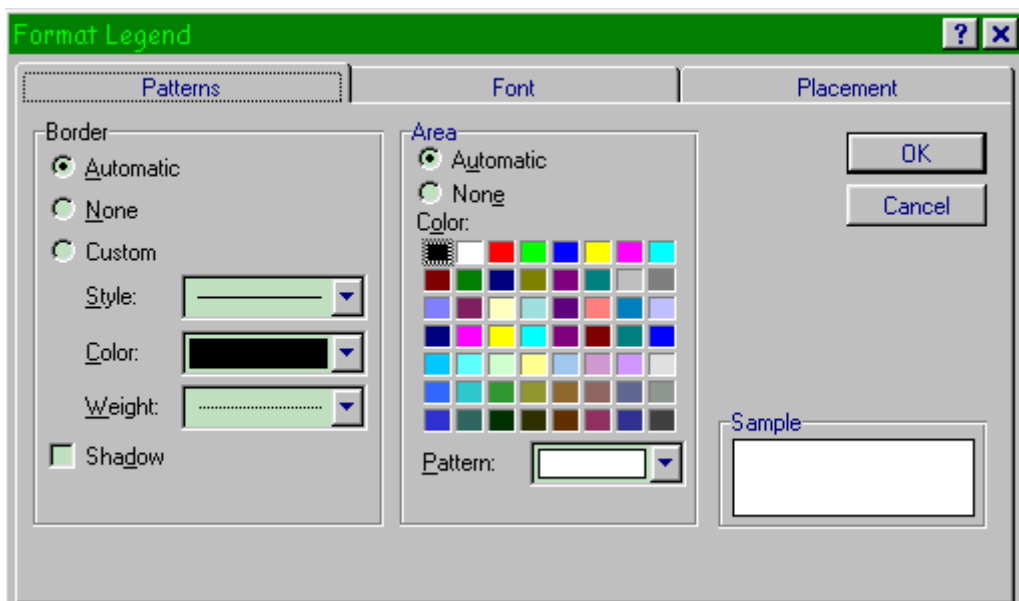 Format Legend
Patterns Font Placement
Border
Automatic
None
Custom
Style:
Color:
Weight:
Shadow
Area
Automatic
None
Color:
Pattern:
OK
Cancel
Sample